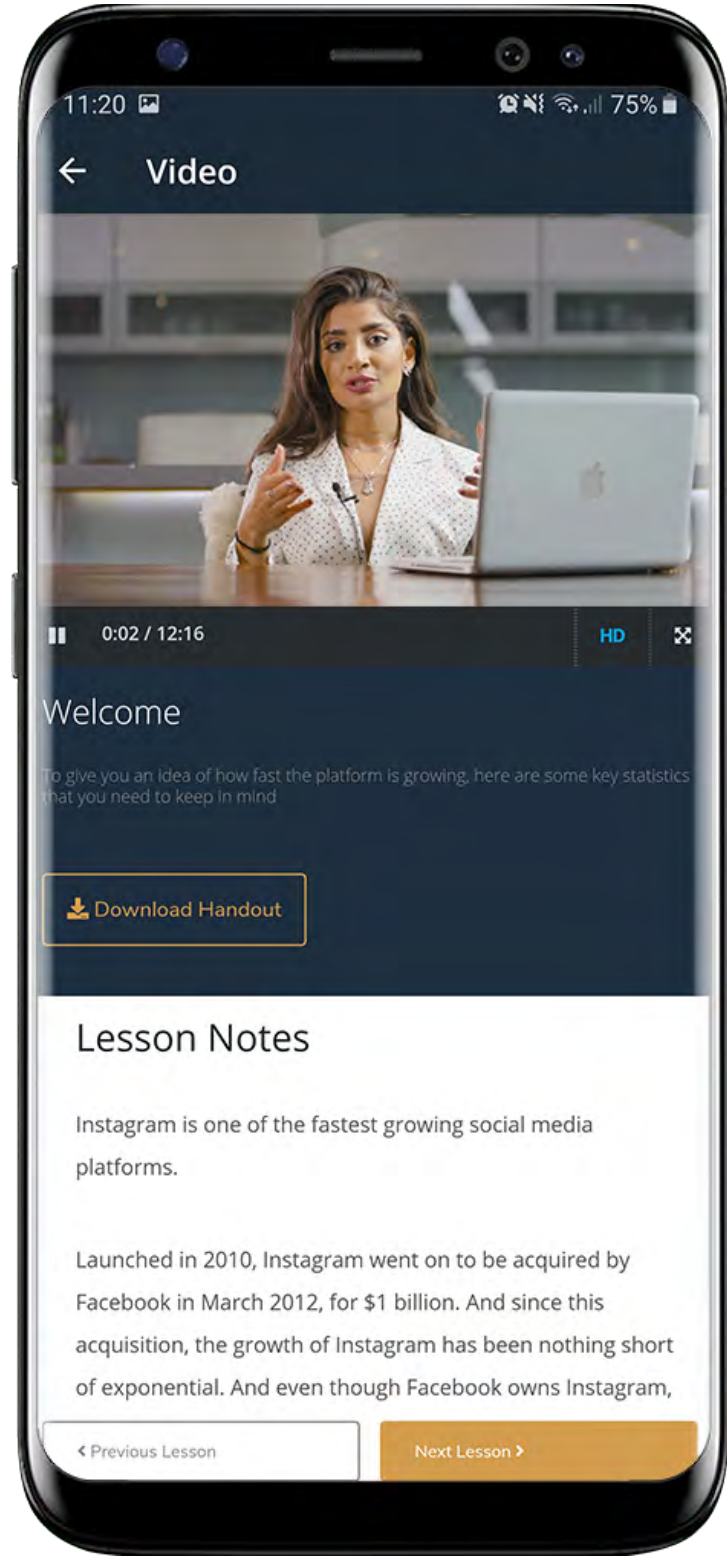 11:20 75%
Video
0:02 / 12:16 HD
Welcome
To give you an idea of how fast the platform is growing, here are some key statistics
that you need to keep in mind
Download Handout
Lesson Notes
Instagram is one of the fastest growing social media
platforms.
Launched in 2010, Instagram went on to be acquired by
Facebook in March 2012, for $1 billion. And since this
acquisition, the growth of Instagram has been nothing short
of exponential. And even though Facebook owns Instagram,
Previous Lesson Next Lesson